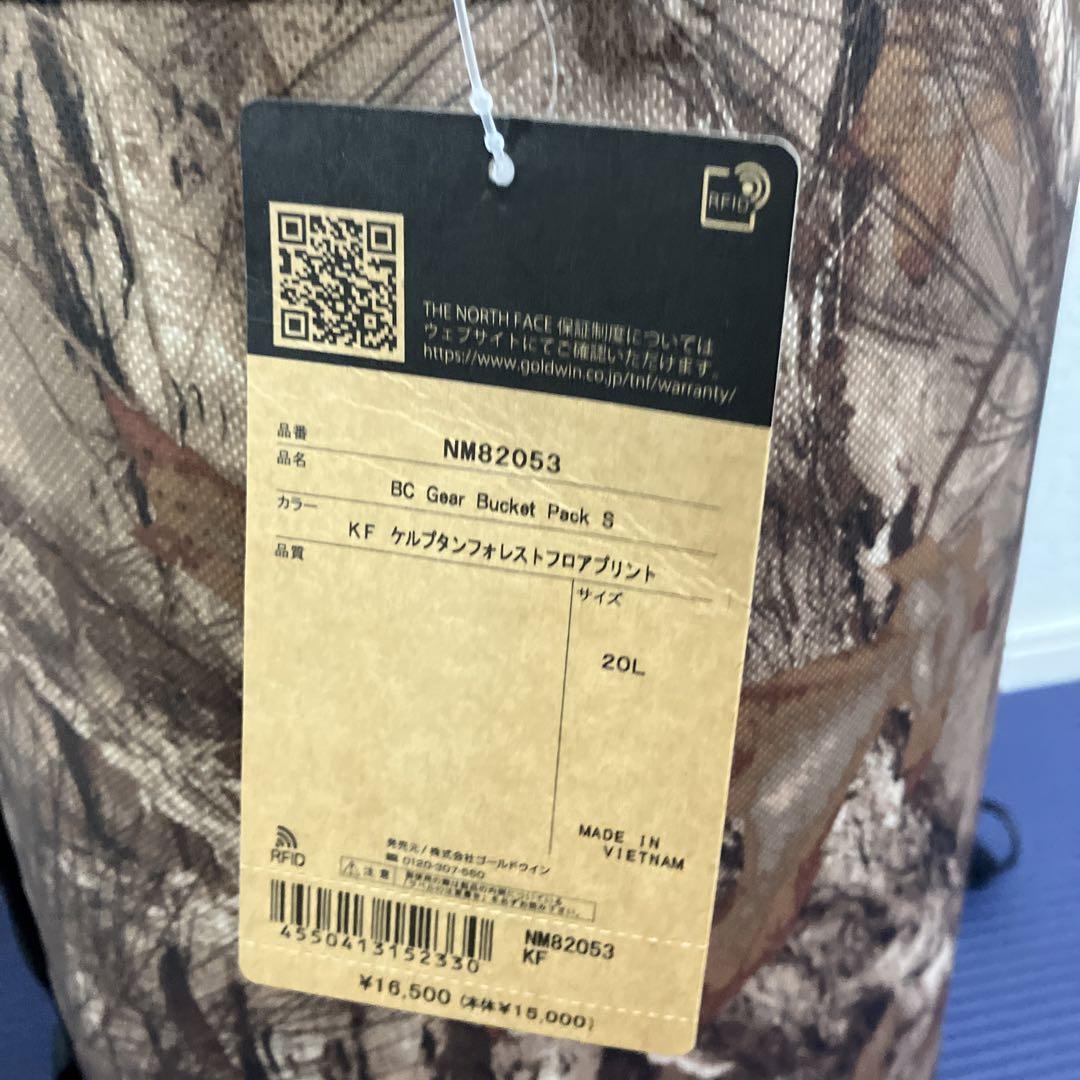 RFID
THE NORTH FACE 保証制度については
ウェブサイトにてご確認いただけます。
https://www.goldwin.co.jp/tnf/warranty/
品番 NM82053
品名 BC Gear Bucket Pack S
カラー KF ケルプタンフォレストフロアプリント
品質
サイズ
20L
MADE IN
VIETNAM
RFID
発売元/株式会社ゴールドウイン
0120-307-560
注意
4550413152330
NM82053
KF
¥16,500 (本体¥15,000)